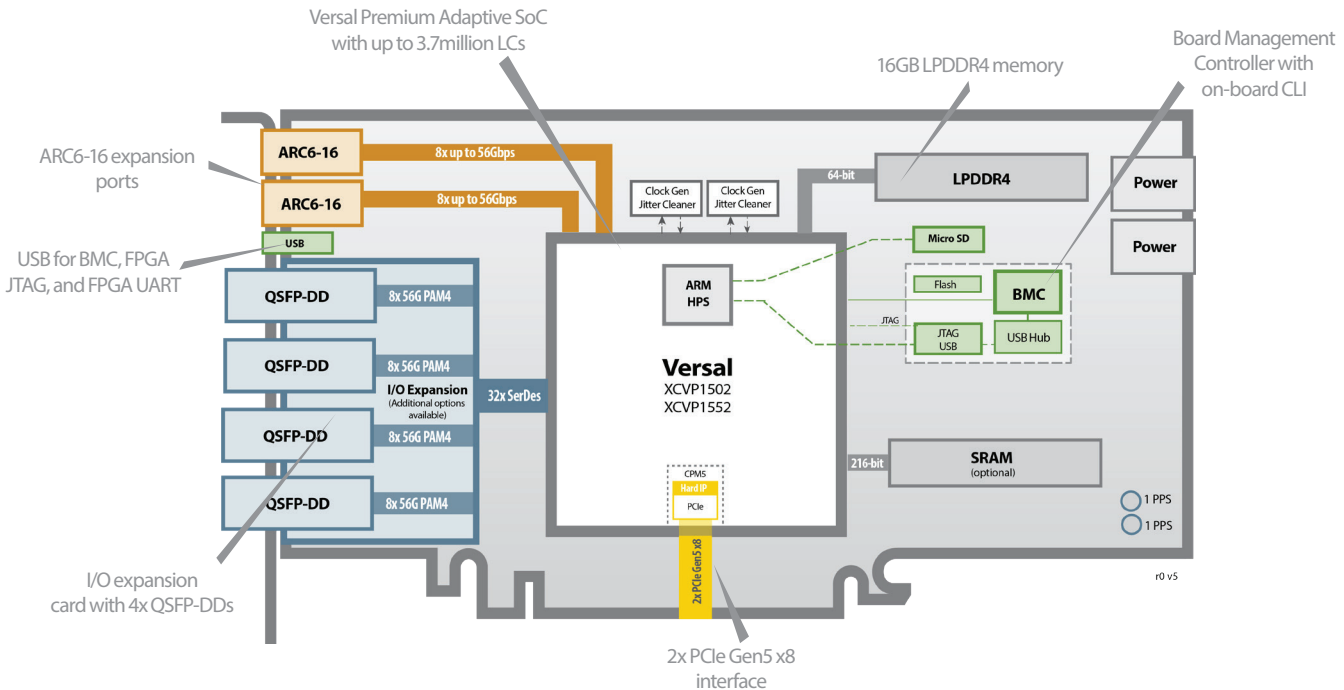 Versal Premium Adaptive SoC
with up to 3.7million LCs
16GB LPDDR4 memory
Board Management
Controller with
on-board CLI
ARC6-16 expansion
ports
ARC6-16
8x up to 56Gbps
ARC6-16
8x up to 56Gbps
USB
USB for BMC, FPGA
JTAG, and FPGA UART
Clock Gen
Jitter Cleaner
Clock Gen
Jitter Cleaner
64-bit
LPDDR4
Power
Power
Micro SD
Flash
BMC
JTAG
JTAG
USB
USB Hub
ARM
HPS
Versal
XCVP1502
XCVP1552
QSFP-DD
8x 56G PAM4
QSFP-DD
8x 56G PAM4
I/O Expansion
(Additional options
available)
32x SerDes
QSFP-DD
8x 56G PAM4
QSFP-DD
8x 56G PAM4
216-bit
SRAM
(optional)
CPM5
Hard IP
PCIe
2x PCIe Gen5 x8
1 PPS
1 PPS
r0 v5
I/O expansion
card with 4x QSFP-DDs
2x PCIe Gen5 x8
interface